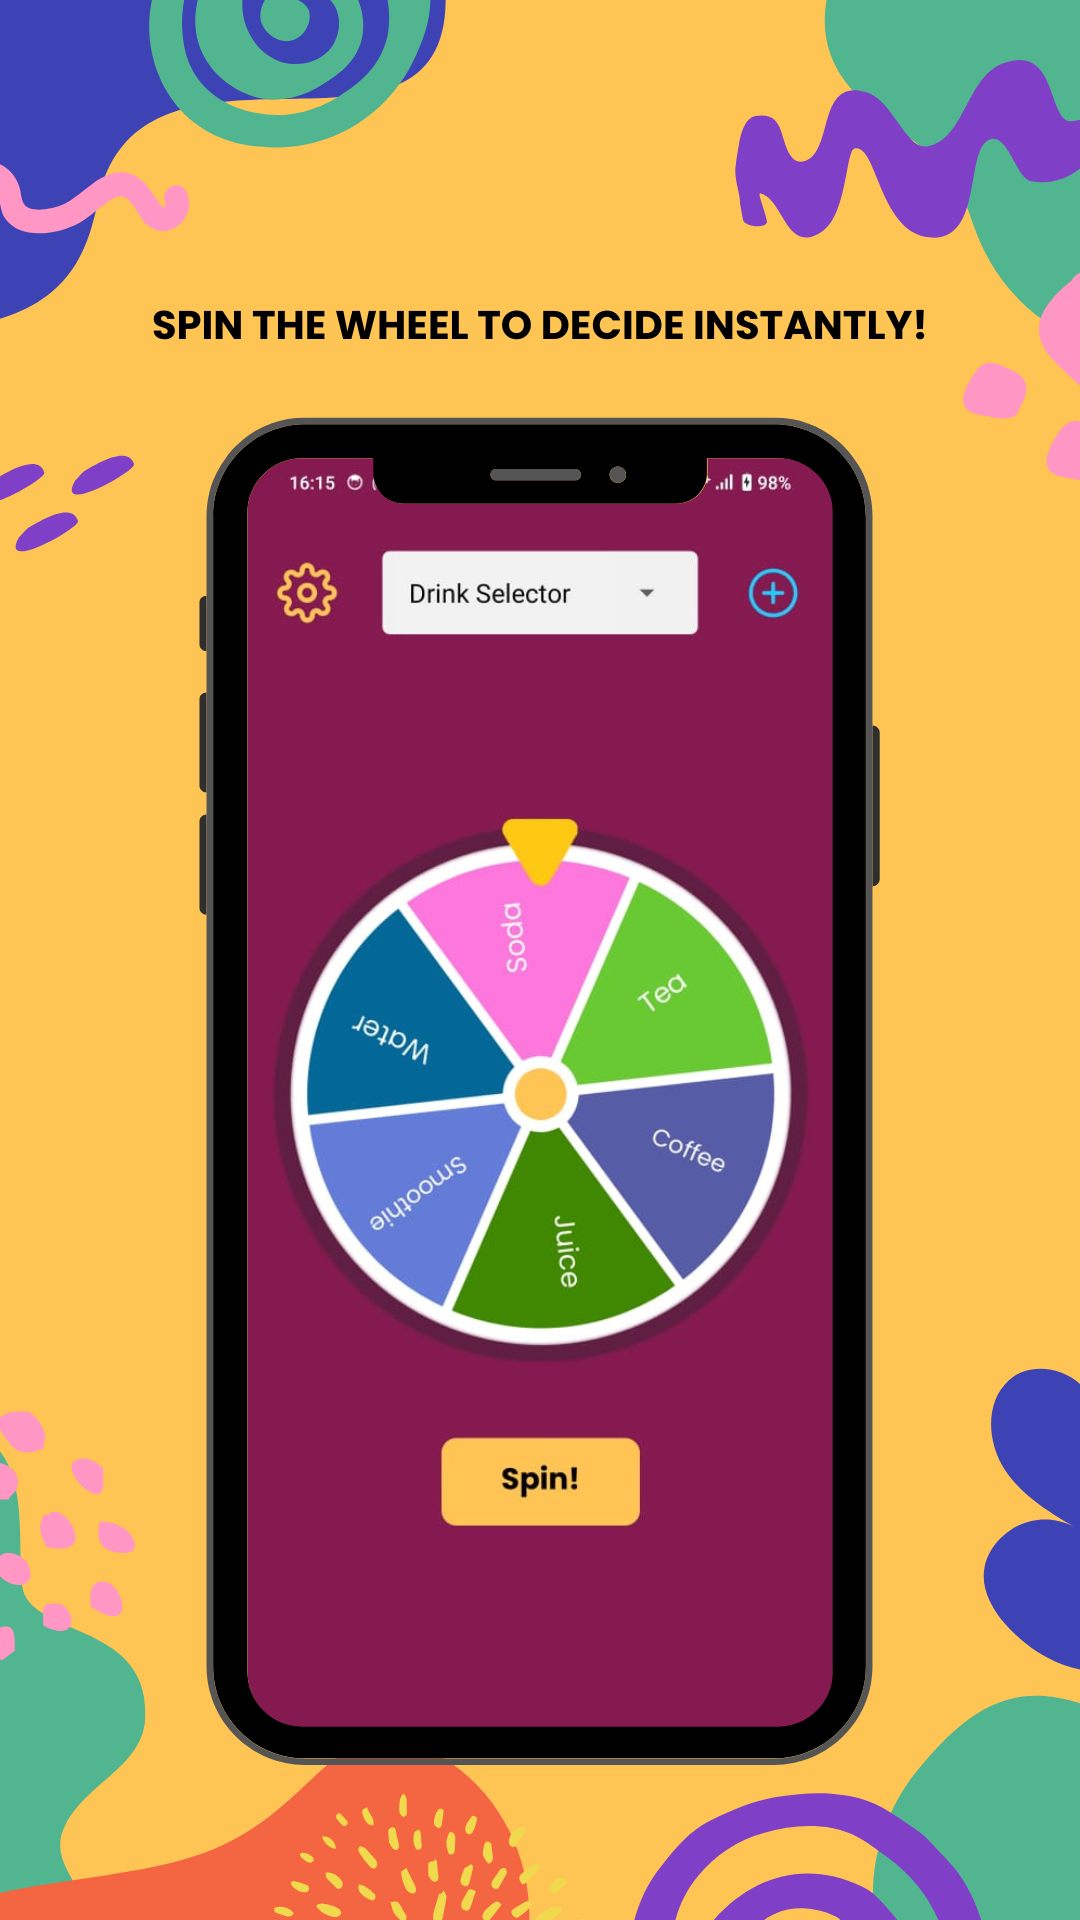 SPIN THE WHEEL TO DECIDE INSTANTLY!
16:15
98%
Drink Selector
Soda
Tea
Water
Coffee
Smoothie
Juice
Spin!